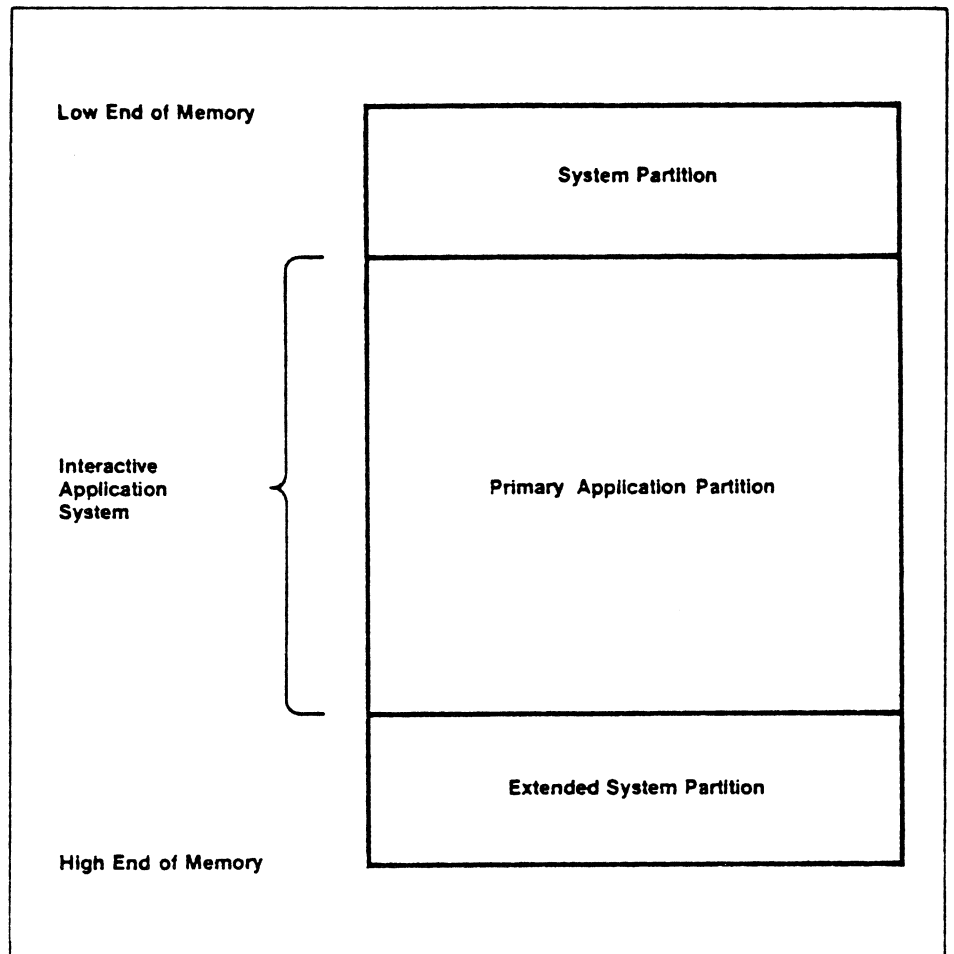 Low End of Memory
System Partition
Interactive
Application
System
Primary Application Partition
Extended System Partition
High End of Memory